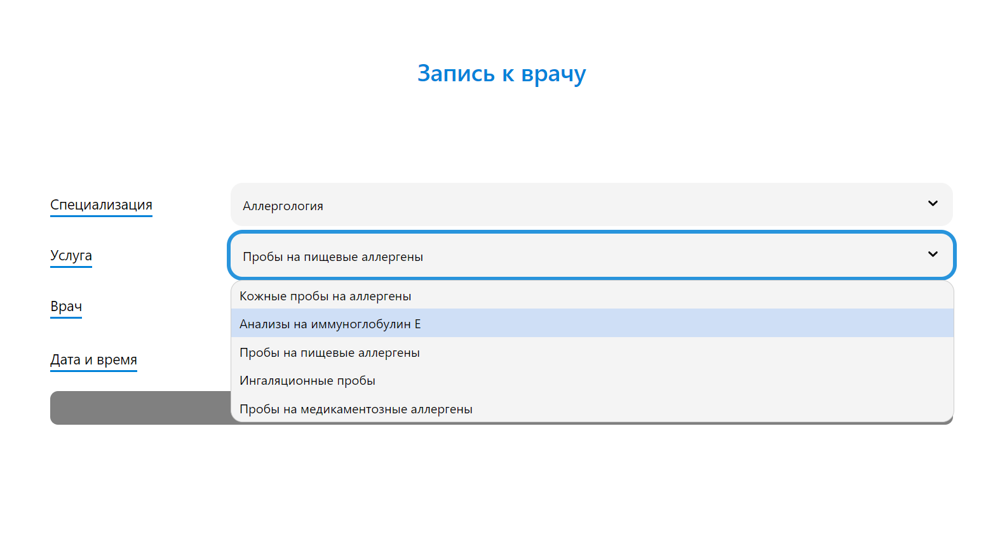 Запись к врачу
Специализация
Аллергология
Услуга
Пробы на пищевые аллергены
Врач
Кожные пробы на аллергены
Анализы на иммуноглобулин E
Пробы на пищевые аллергены
Дата и время
Ингаляционные пробы
Пробы на медикаментозные аллергены